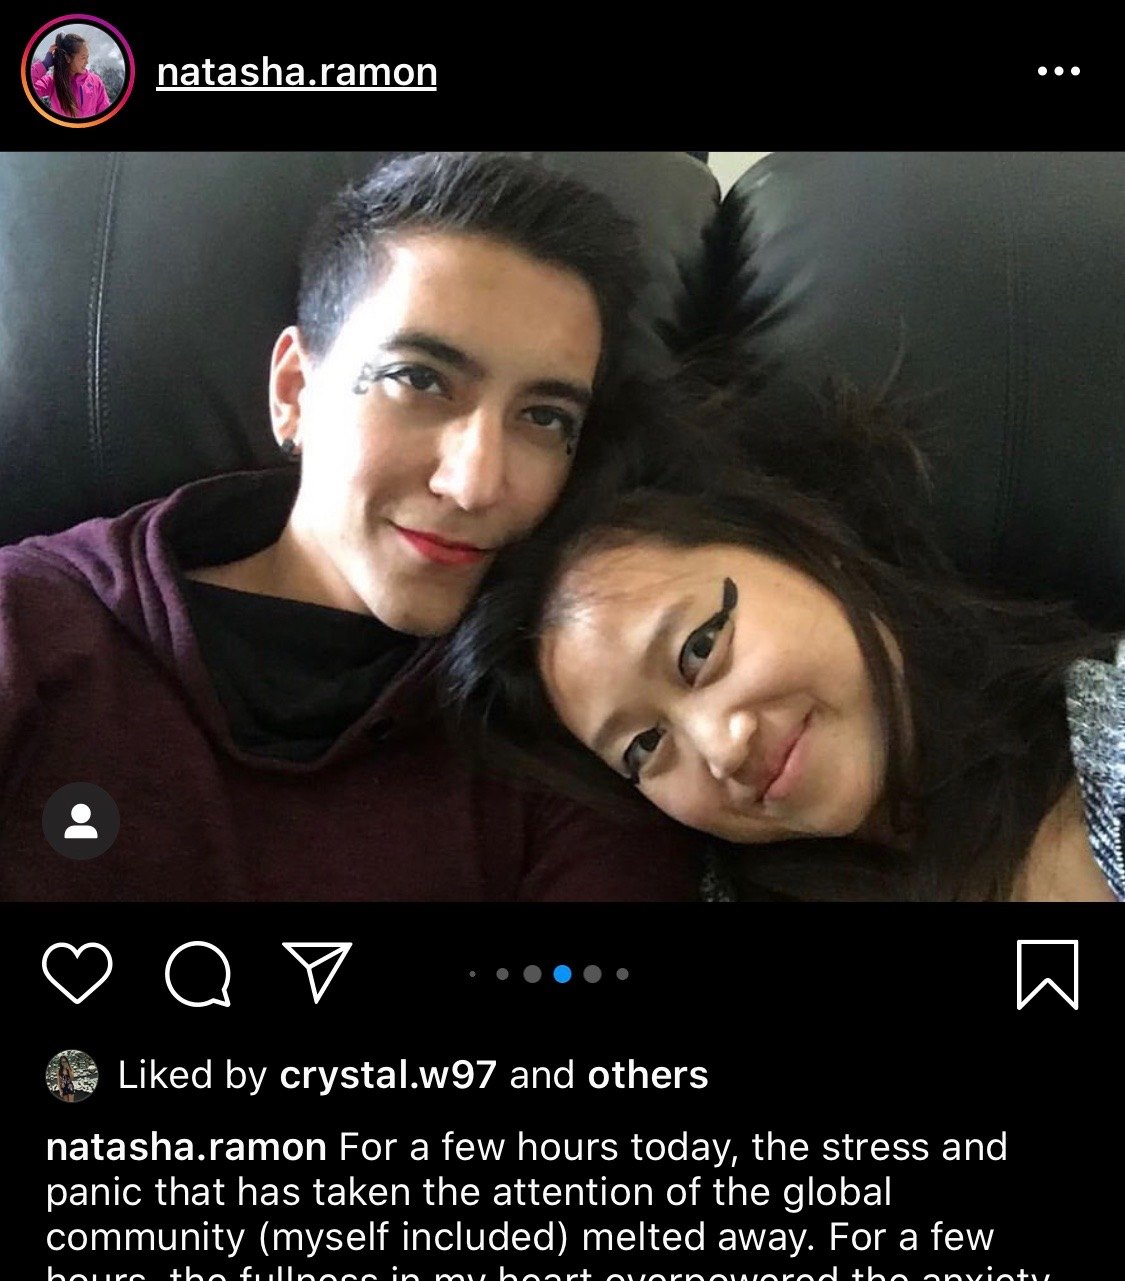 natasha.ramon
Liked by crystal.w97 and others
natasha.ramon For a few hours today, the stress and
panic that has taken the attention of the global
community (myself included) melted away. For a few
hours, the fullness in my heart overpowered the anxiety